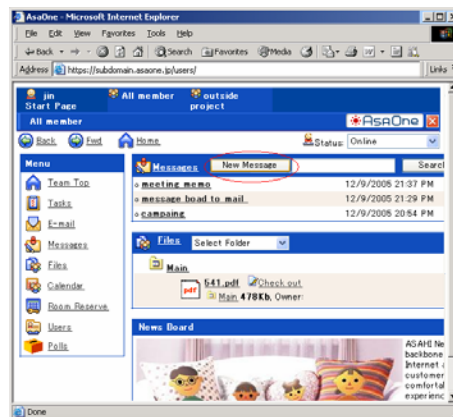 AsaOne - Microsoft Internet Explorer
File Edit View Favorites Tools Help
Back Search Favorites Media
Address https://subdomain.asaone.jp/users/ Links
jin All member outside
Start Page project
All member AsaOne
Back Fwd Home Status: Online
Menu
Team Top
Tasks
E-mail
Messages
Files
Calendar
Room Reserve
Users
Polls
Messages New Message Search
meeting memo 12/9/2005 21:37 PM
message boad to mail 12/9/2005 21:29 PM
campaing 12/9/2005 20:54 PM
Files Select Folder
Main
641.pdf Check out
Main 478Kb, Owner:
News Board
ASAHI Ne
backbone
Internet
customer
comfortal
experienc
Done